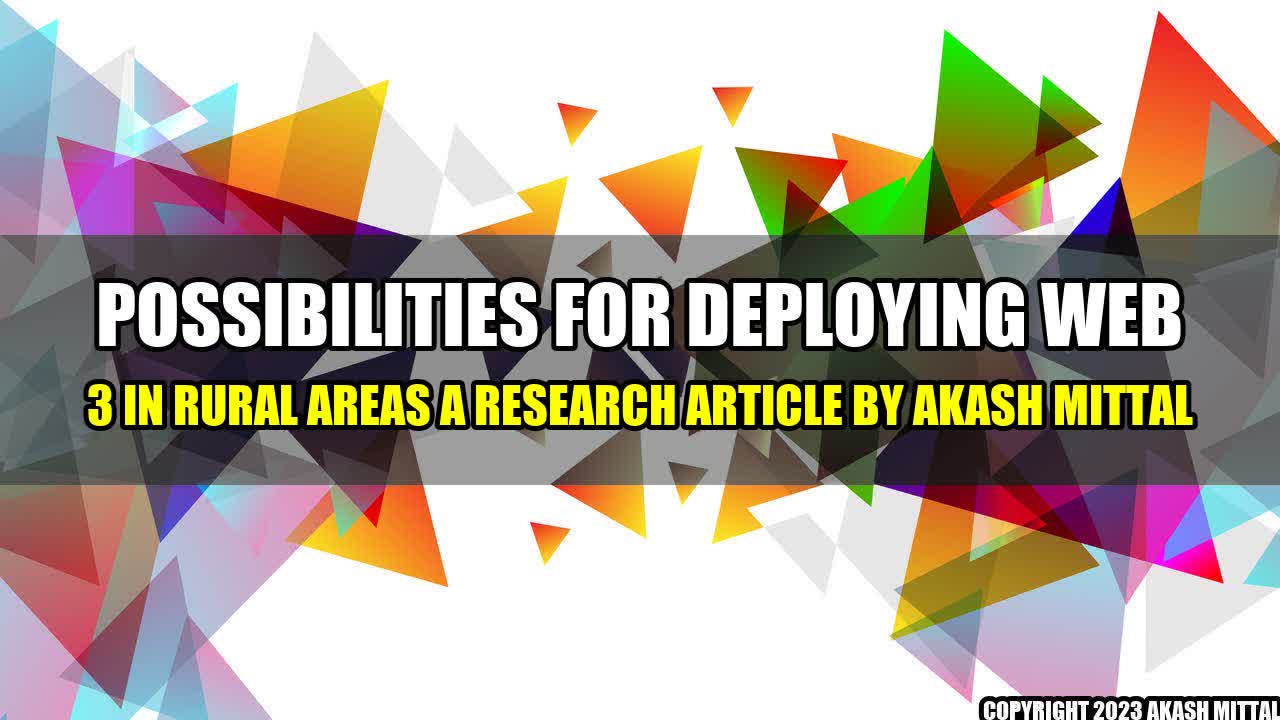 POSSIBILITIES FOR DEPLOYING WEB
3 IN RURAL AREAS A RESEARCH ARTICLE BY AKASH MITTAL
COPYRIGHT 2023 AKASH MITTAL